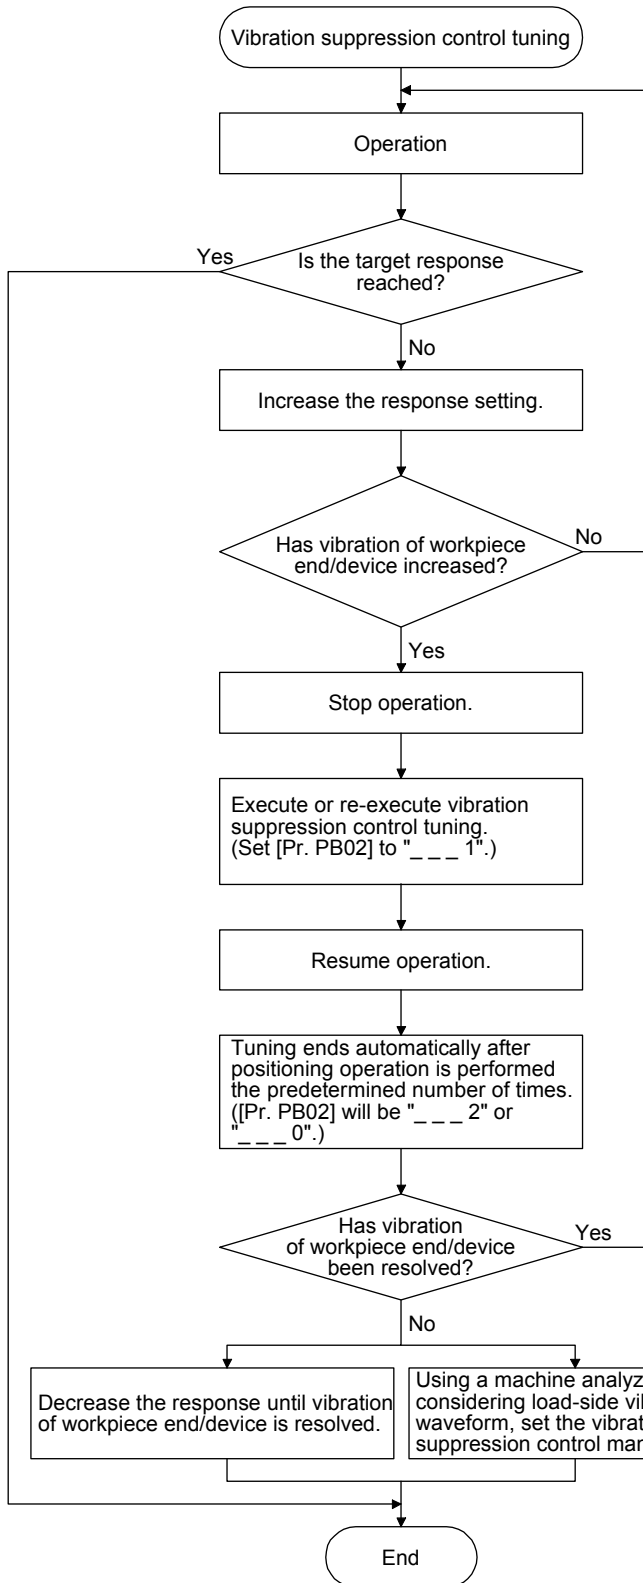 Vibration suppression control tuning
Operation
Yes
Is the target response
reached?
No
Increase the response setting.
Has vibration of workpiece
end/device increased?
No
Yes
Stop operation.
Execute or re-execute vibration
suppression control tuning.
(Set [Pr. PB02] to "_ _ _ 1".)
Resume operation.
Tuning ends automatically after
positioning operation is performed
the predetermined number of times.
([Pr. PB02] will be "_ _ _ 2" or
"_ _ _ 0".)
Has vibration
of workpiece end/device
been resolved?
Yes
No
Decrease the response until vibration
of workpiece end/device is resolved.
Using a machine
considering load-side
waveform, set the
suppression control
End